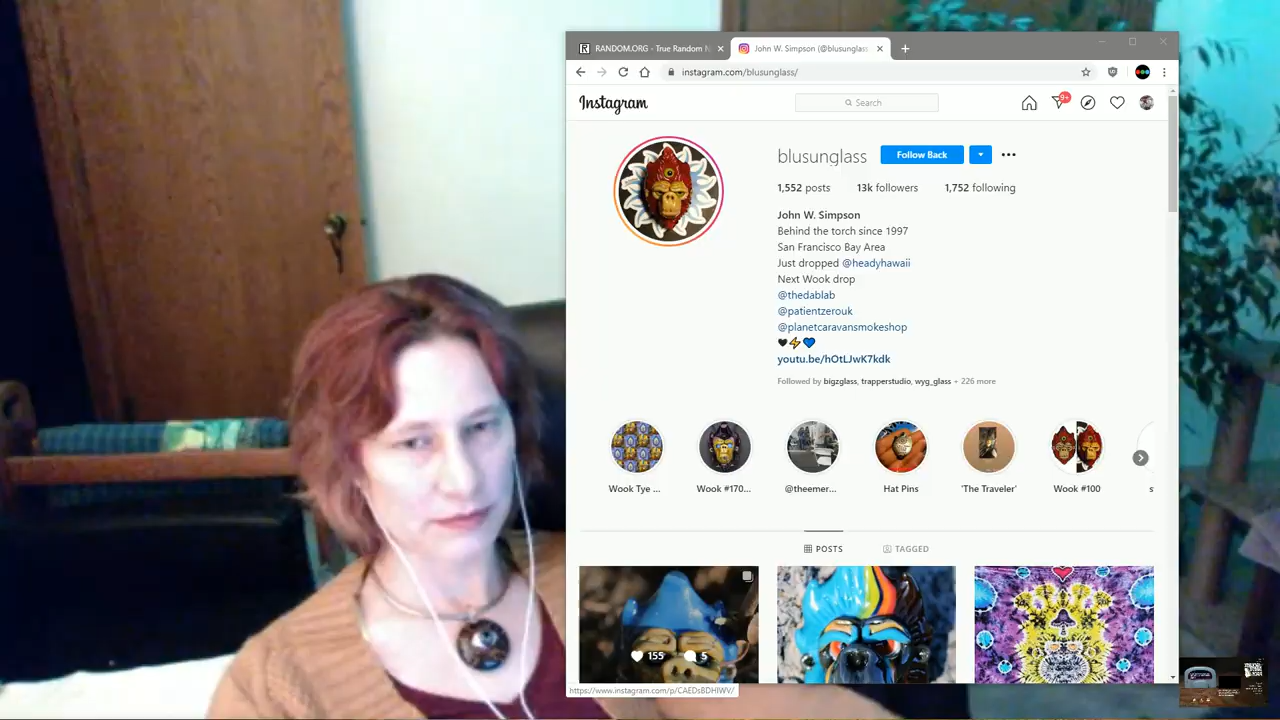 RANDOM.ORG - True Random N
John W. Simpson (@blusunglass
instagram.com/blusunglass/
Instagram
Search
9+
blusunglass
Follow Back
1,552 posts 13k followers 1,752 following
John W. Simpson
Behind the torch since 1997
San Francisco Bay Area
Just dropped @headyhawaii
Next Wook drop
@thedablab
@patientzerouk
@planetcaravansmokeshop
🖤⚡💙
youtu.be/hOtLJwK7kdk
Followed by bigzglass, trapperstudio, wyg_glass + 226 more
Wook Tye ... Wook #170... @theemer... Hat Pins 'The Traveler' Wook #100
POSTS TAGGED
155 5
https://www.instagram.com/p/CAEDsBDHIWV/